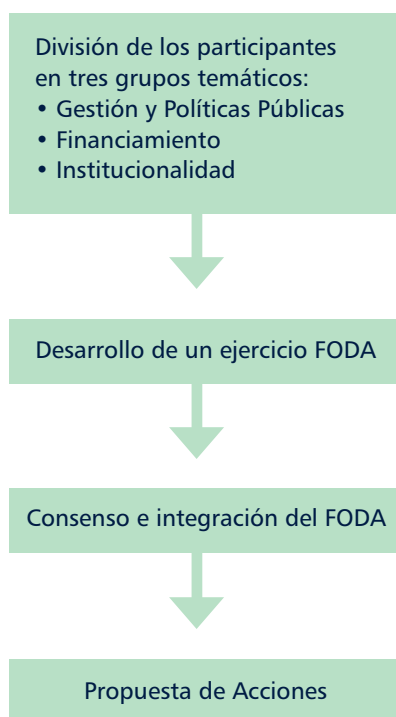 División de los participantes
en tres grupos temáticos:
• Gestión y Políticas Públicas
• Financiamiento
• Institucionalidad
Desarrollo de un ejercicio FODA
Consenso e integración del FODA
Propuesta de Acciones